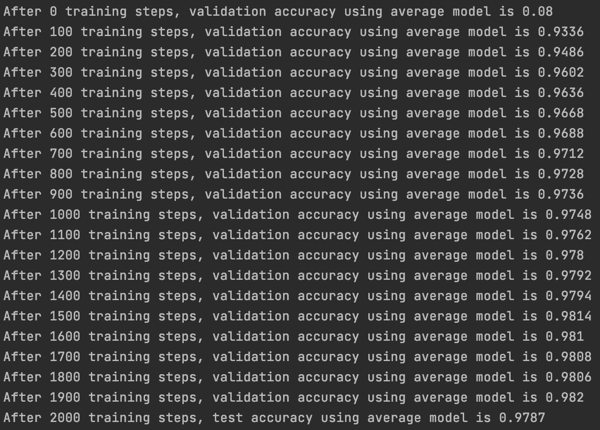 After 0 training steps, validation accuracy using average model is 0.08
After 100 training steps, validation accuracy using average model is 0.9336
After 200 training steps, validation accuracy using average model is 0.9486
After 300 training steps, validation accuracy using average model is 0.9602
After 400 training steps, validation accuracy using average model is 0.9636
After 500 training steps, validation accuracy using average model is 0.9668
After 600 training steps, validation accuracy using average model is 0.9688
After 700 training steps, validation accuracy using average model is 0.9712
After 800 training steps, validation accuracy using average model is 0.9728
After 900 training steps, validation accuracy using average model is 0.9736
After 1000 training steps, validation accuracy using average model is 0.9748
After 1100 training steps, validation accuracy using average model is 0.9762
After 1200 training steps, validation accuracy using average model is 0.978
After 1300 training steps, validation accuracy using average model is 0.9792
After 1400 training steps, validation accuracy using average model is 0.9794
After 1500 training steps, validation accuracy using average model is 0.9814
After 1600 training steps, validation accuracy using average model is 0.981
After 1700 training steps, validation accuracy using average model is 0.9808
After 1800 training steps, validation accuracy using average model is 0.9806
After 1900 training steps, validation accuracy using average model is 0.982
After 2000 training steps, test accuracy using average model is 0.9787